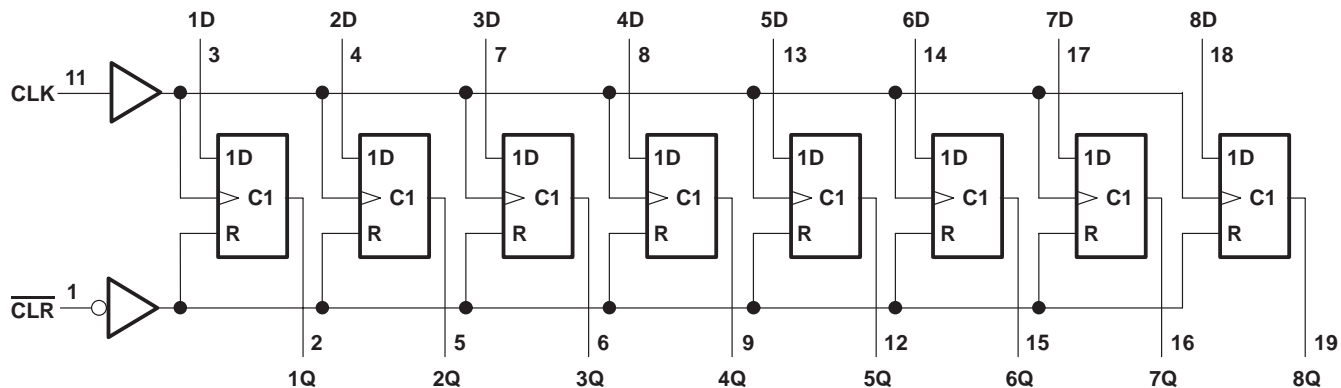 1D 2D 3D 4D 5D 6D 7D 8D
3 4 7 8 13 14 17 18
CLK 11
1D 1D 1D 1D 1D 1D 1D 1D
C1 C1 C1 C1 C1 C1 C1 C1
R R R R R R R R
C̅L̅R̅ 1
2 5 6 9 12 15 16 19
1Q 2Q 3Q 4Q 5Q 6Q 7Q 8Q